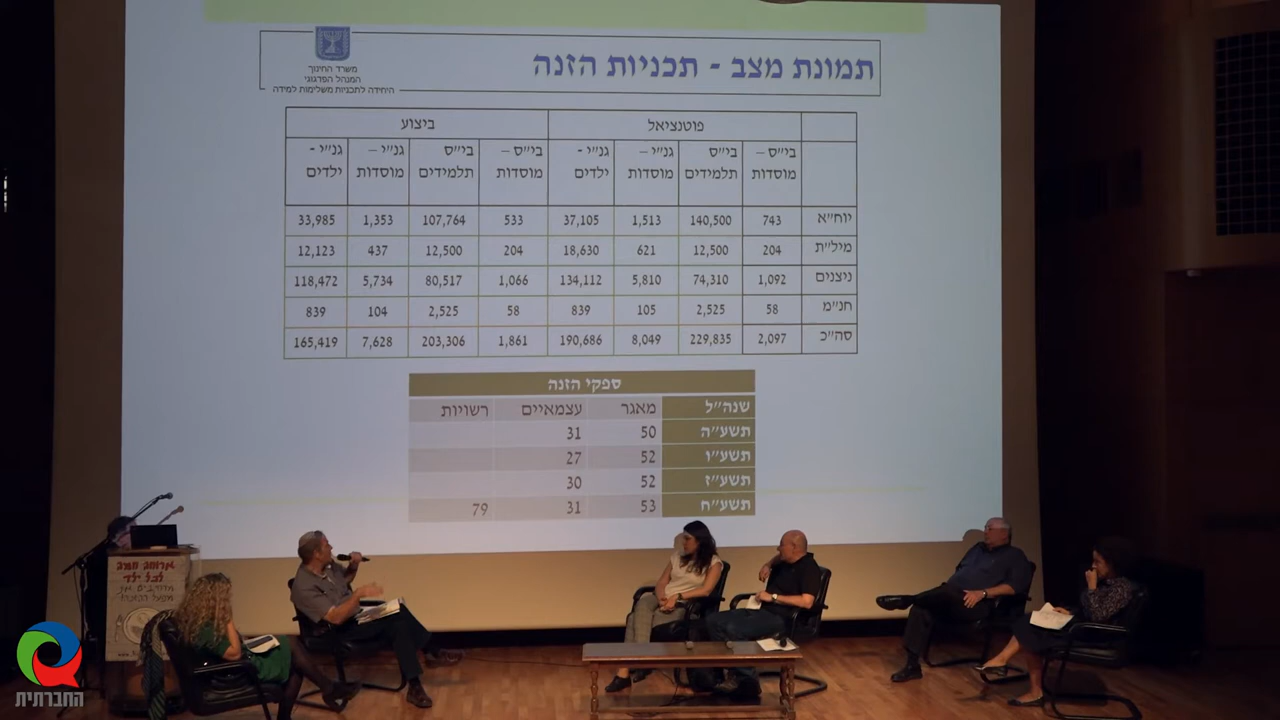 תמונת מצב - תכניות הזנה
משרד החינוך
המנהל הפדגוגי
היחידה לתכניות משלימות למידה
פוטנציאל ביצוע
בי"ס – מוסדות בי"ס תלמידים גנ"י – מוסדות גנ"י - ילדים בי"ס – מוסדות בי"ס תלמידים גנ"י – מוסדות גנ"י - ילדים
יוח"א 743 140,500 1,513 37,105 533 107,764 1,353 33,985
מיל"ת 204 12,500 621 18,630 204 12,500 437 12,123
ניצנים 1,092 74,310 5,810 134,112 1,066 80,517 5,734 118,472
חנ"מ 58 2,525 105 839 58 2,525 104 839
סה"כ 2,097 229,835 8,049 190,686 1,861 203,306 7,628 165,419
ספקי הזנה
שנה"ל מאגר עצמאיים רשויות
תשע"ה 50 31
תשע"ו 52 27
תשע"ז 52 30
תשע"ח 53 31 79
ארוחה חמה
לכל ילד
החברתית